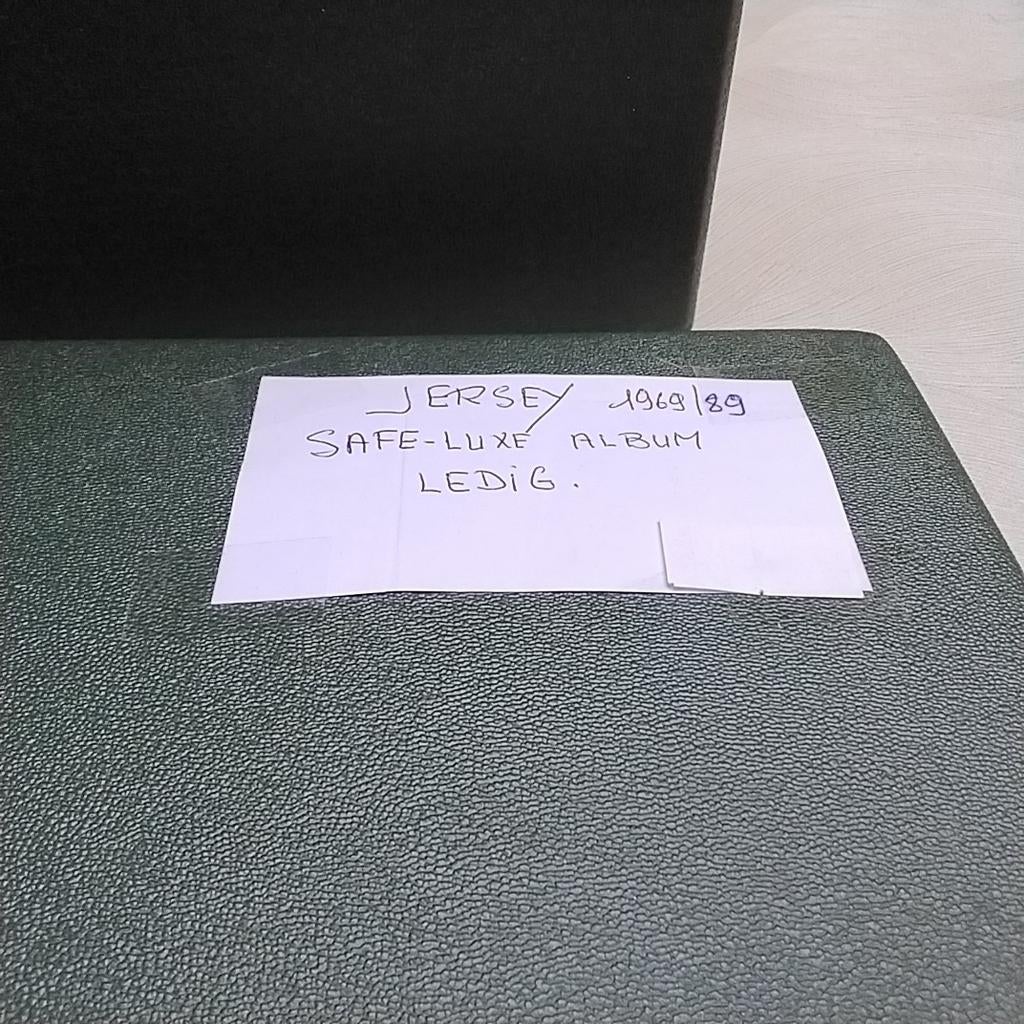 JERSEY 1969/89
SAFE-LUXE ALBUM
LEDiG.